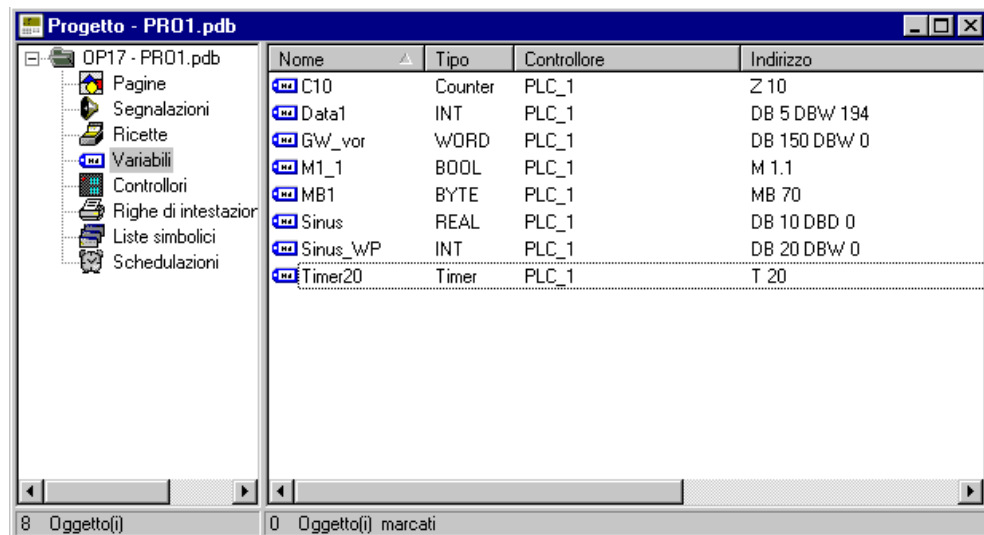 Progetto - PRO1.pdb
OP17 - PRO1.pdb
Pagine
Segnalazioni
Ricette
Variabili
Controllori
Righe di intestazior
Liste simbolici
Schedulazioni
Nome Tipo Controllore Indirizzo
C10 Counter PLC_1 Z 10
Data1 INT PLC_1 DB 5 DBW 194
GW_vor WORD PLC_1 DB 150 DBW 0
M1_1 BOOL PLC_1 M 1.1
MB1 BYTE PLC_1 MB 70
Sinus REAL PLC_1 DB 10 DBD 0
Sinus_WP INT PLC_1 DB 20 DBW 0
Timer20 Timer PLC_1 T 20
8 Oggetto(i) 0 Oggetto(i) marcati